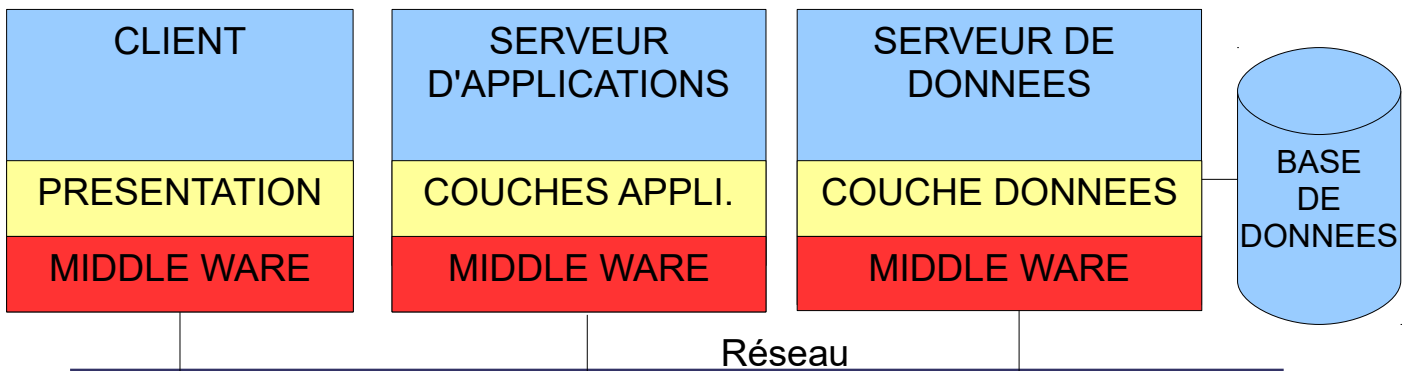 CLIENT
SERVEUR
D'APPLICATIONS
SERVEUR DE
DONNEES
PRESENTATION
COUCHES APPLI.
COUCHE DONNEES
MIDDLE WARE
MIDDLE WARE
MIDDLE WARE
BASE
DE
DONNEES
Réseau